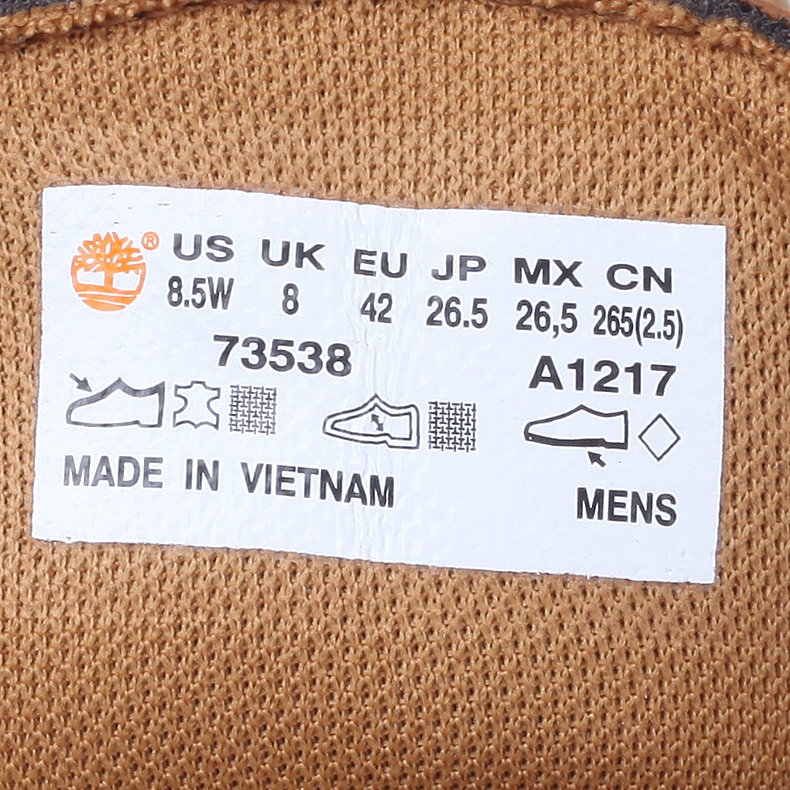 ® US UK EU JP MX CN
8.5W 8 42 26.5 26,5 265(2.5)
73538 A1217
MADE IN VIETNAM MENS